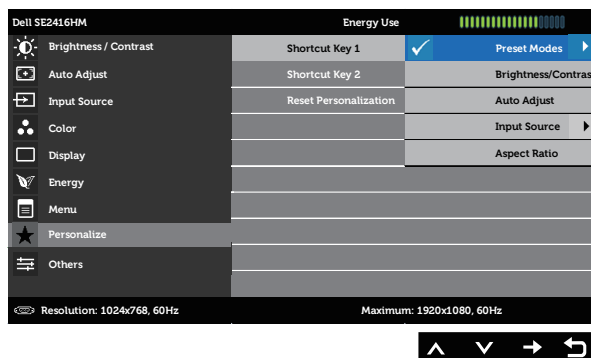 Dell SE2416HM Energy Use
Brightness / Contrast Shortcut Key 1 Preset Modes
Auto Adjust Shortcut Key 2 Brightness/Contras
Input Source Reset Personalization Auto Adjust
Color Input Source
Display Aspect Ratio
Energy
Menu
Personalize
Others
Resolution: 1024x768, 60Hz Maximum: 1920x1080, 60Hz